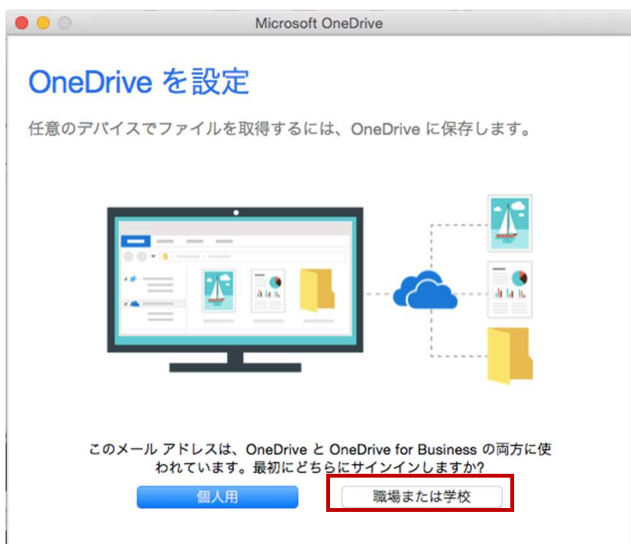 Microsoft OneDrive
OneDrive を設定
任意のデバイスでファイルを取得するには、OneDrive に保存します。
このメール アドレスは、OneDrive と OneDrive for Business の両方に使
われています。最初にどちらにサインインしますか?
個人用
職場または学校